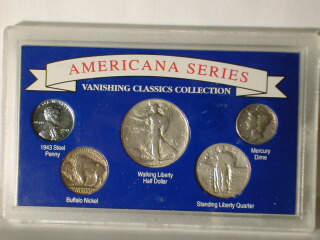 AMERICANA SERIES
VANISHING CLASSICS COLLECTION
1943 Steel
Penny
Mercury
Dime
Walking Liberty
Half Dollar
Buffalo Nickel
Standing Liberty Quarter